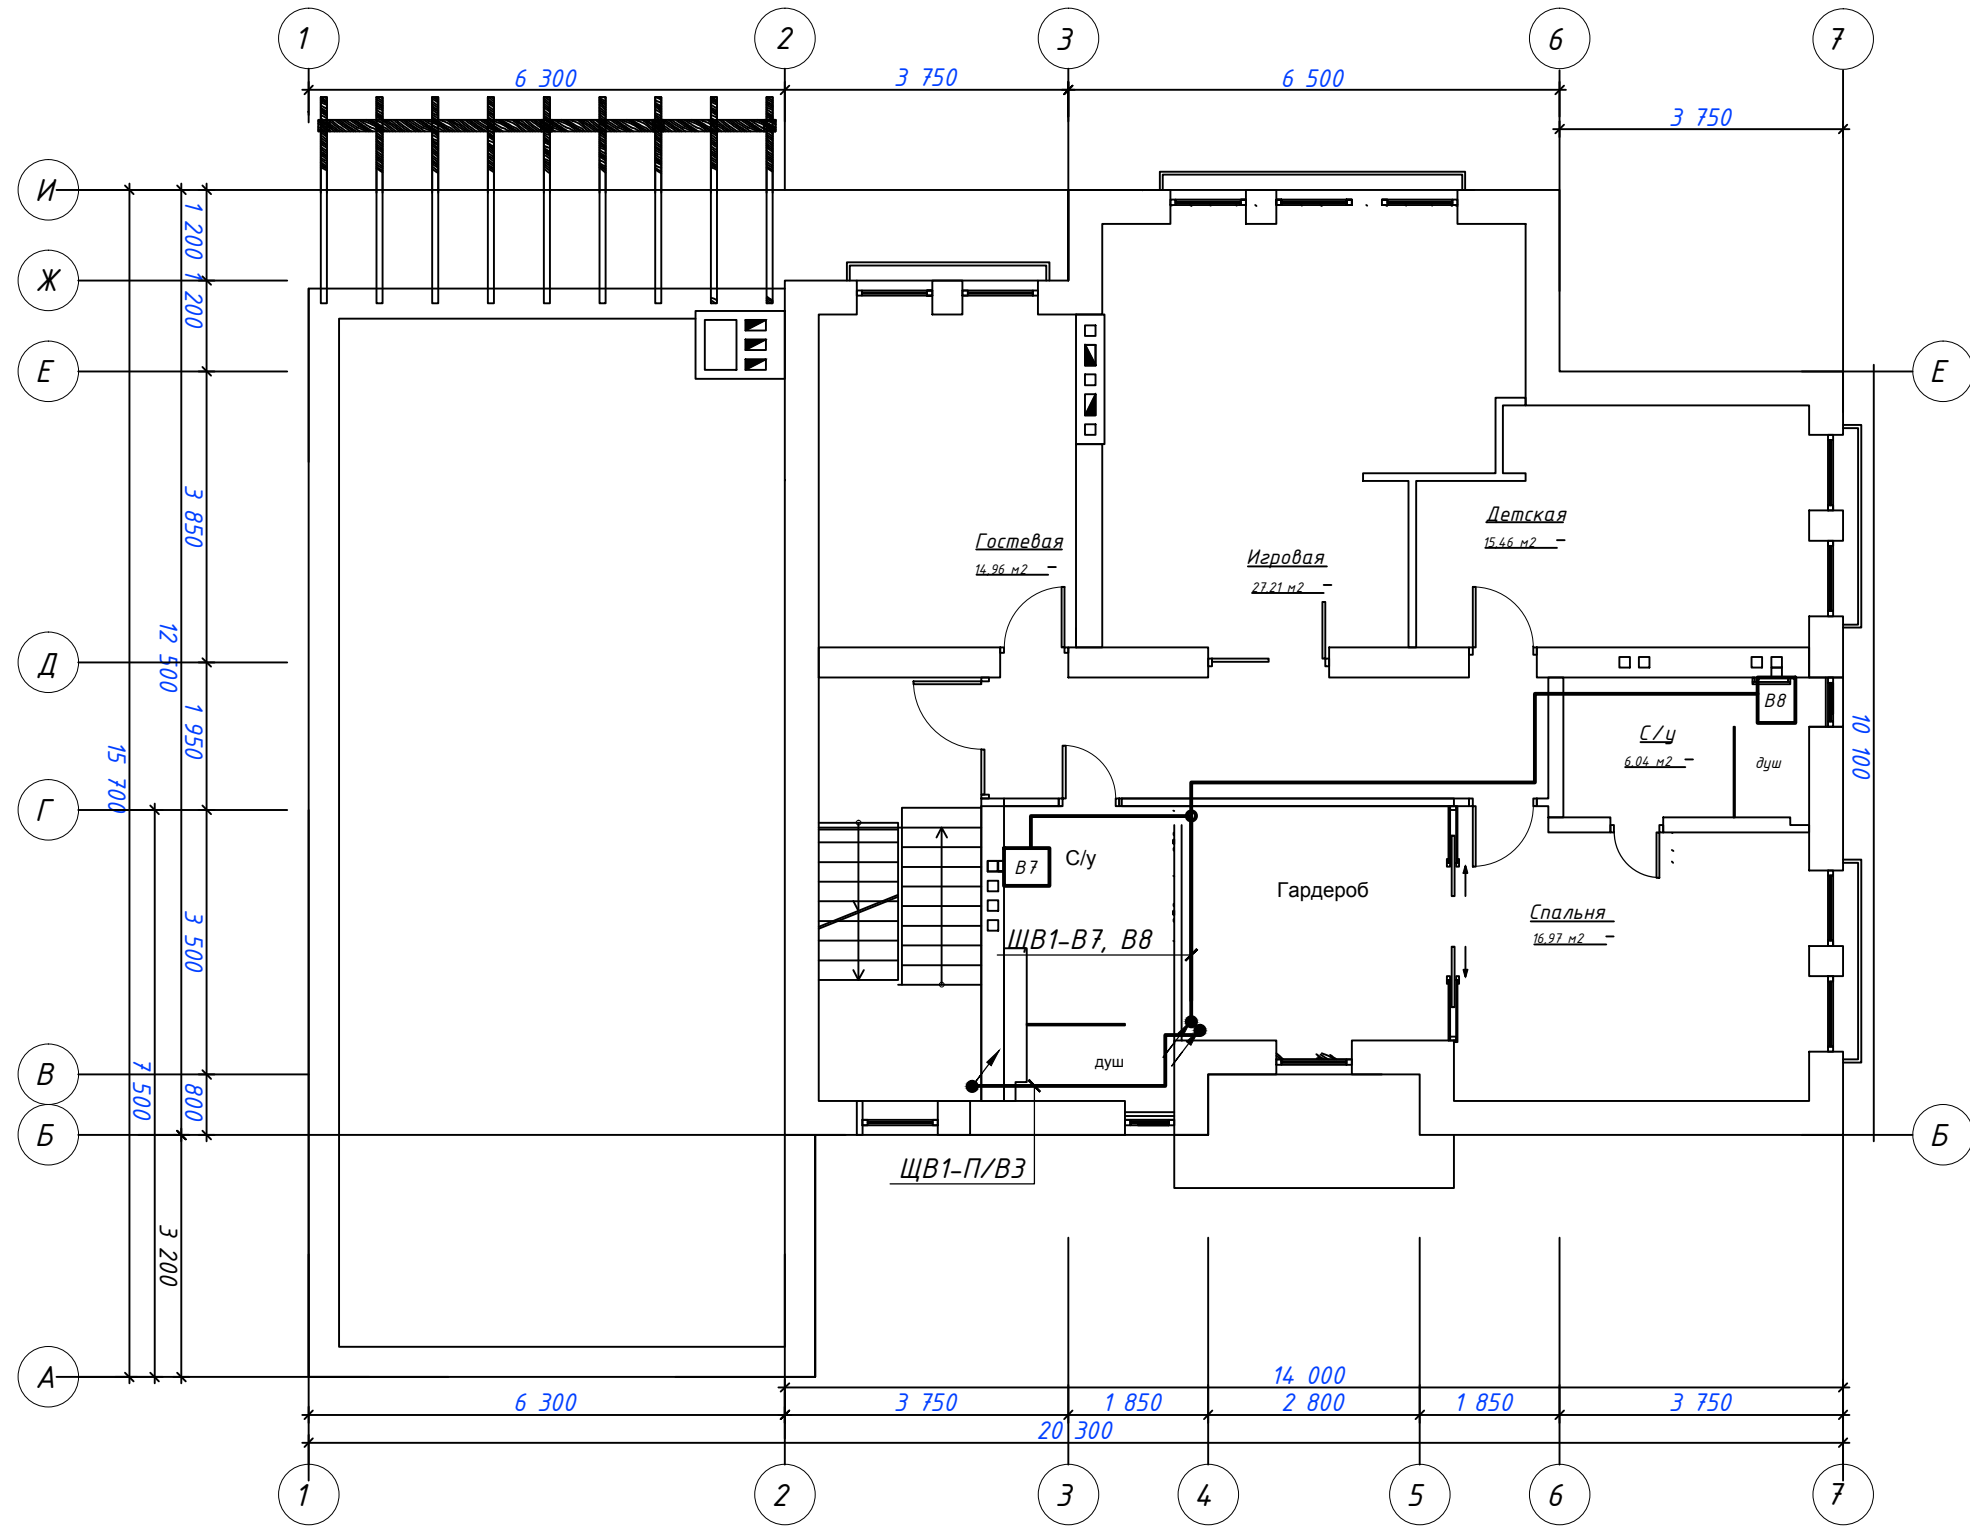 1 2 3 6 7
6 300 3 750 6 500
3 750
И
1 200
Ж
1 200
Е Е
3 850
Детская
15.46 м2
Гостевая
14.96 м2
Игровая
27.21 м2
Д
12 500
1 950
15 700
В8
С/у
6.04 м2
душ
10 100
Г
С/у
В7
Гардероб
3 500
Спальня
16.97 м2
ЩВ1-В7, В8
душ
В
7 500
800
Б Б
ЩВ1-П/В3
3 200
А
14 000
6 300 3 750 1 850 2 800 1 850 3 750
20 300
1 2 3 4 5 6 7